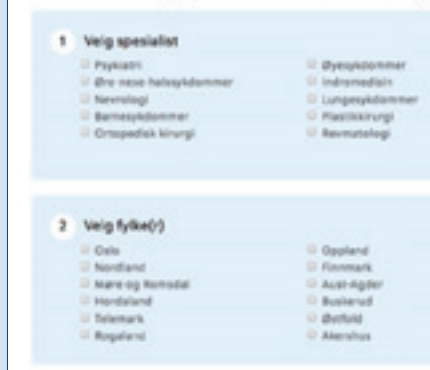 1 Velg spesialist
Psykiatri
Øre nese halssykdommer
Nevrologi
Barnesykdommer
Ortopedisk kirurgi
Øyesykdommer
Indremedisin
Lungesykdommer
Plastikkirurgi
Revmatologi
2 Velg fylke(r)
Oslo
Nordland
Møre og Romsdal
Hordaland
Telemark
Rogaland
Oppland
Finnmark
Aust-Agder
Buskerud
Østfold
Akershus